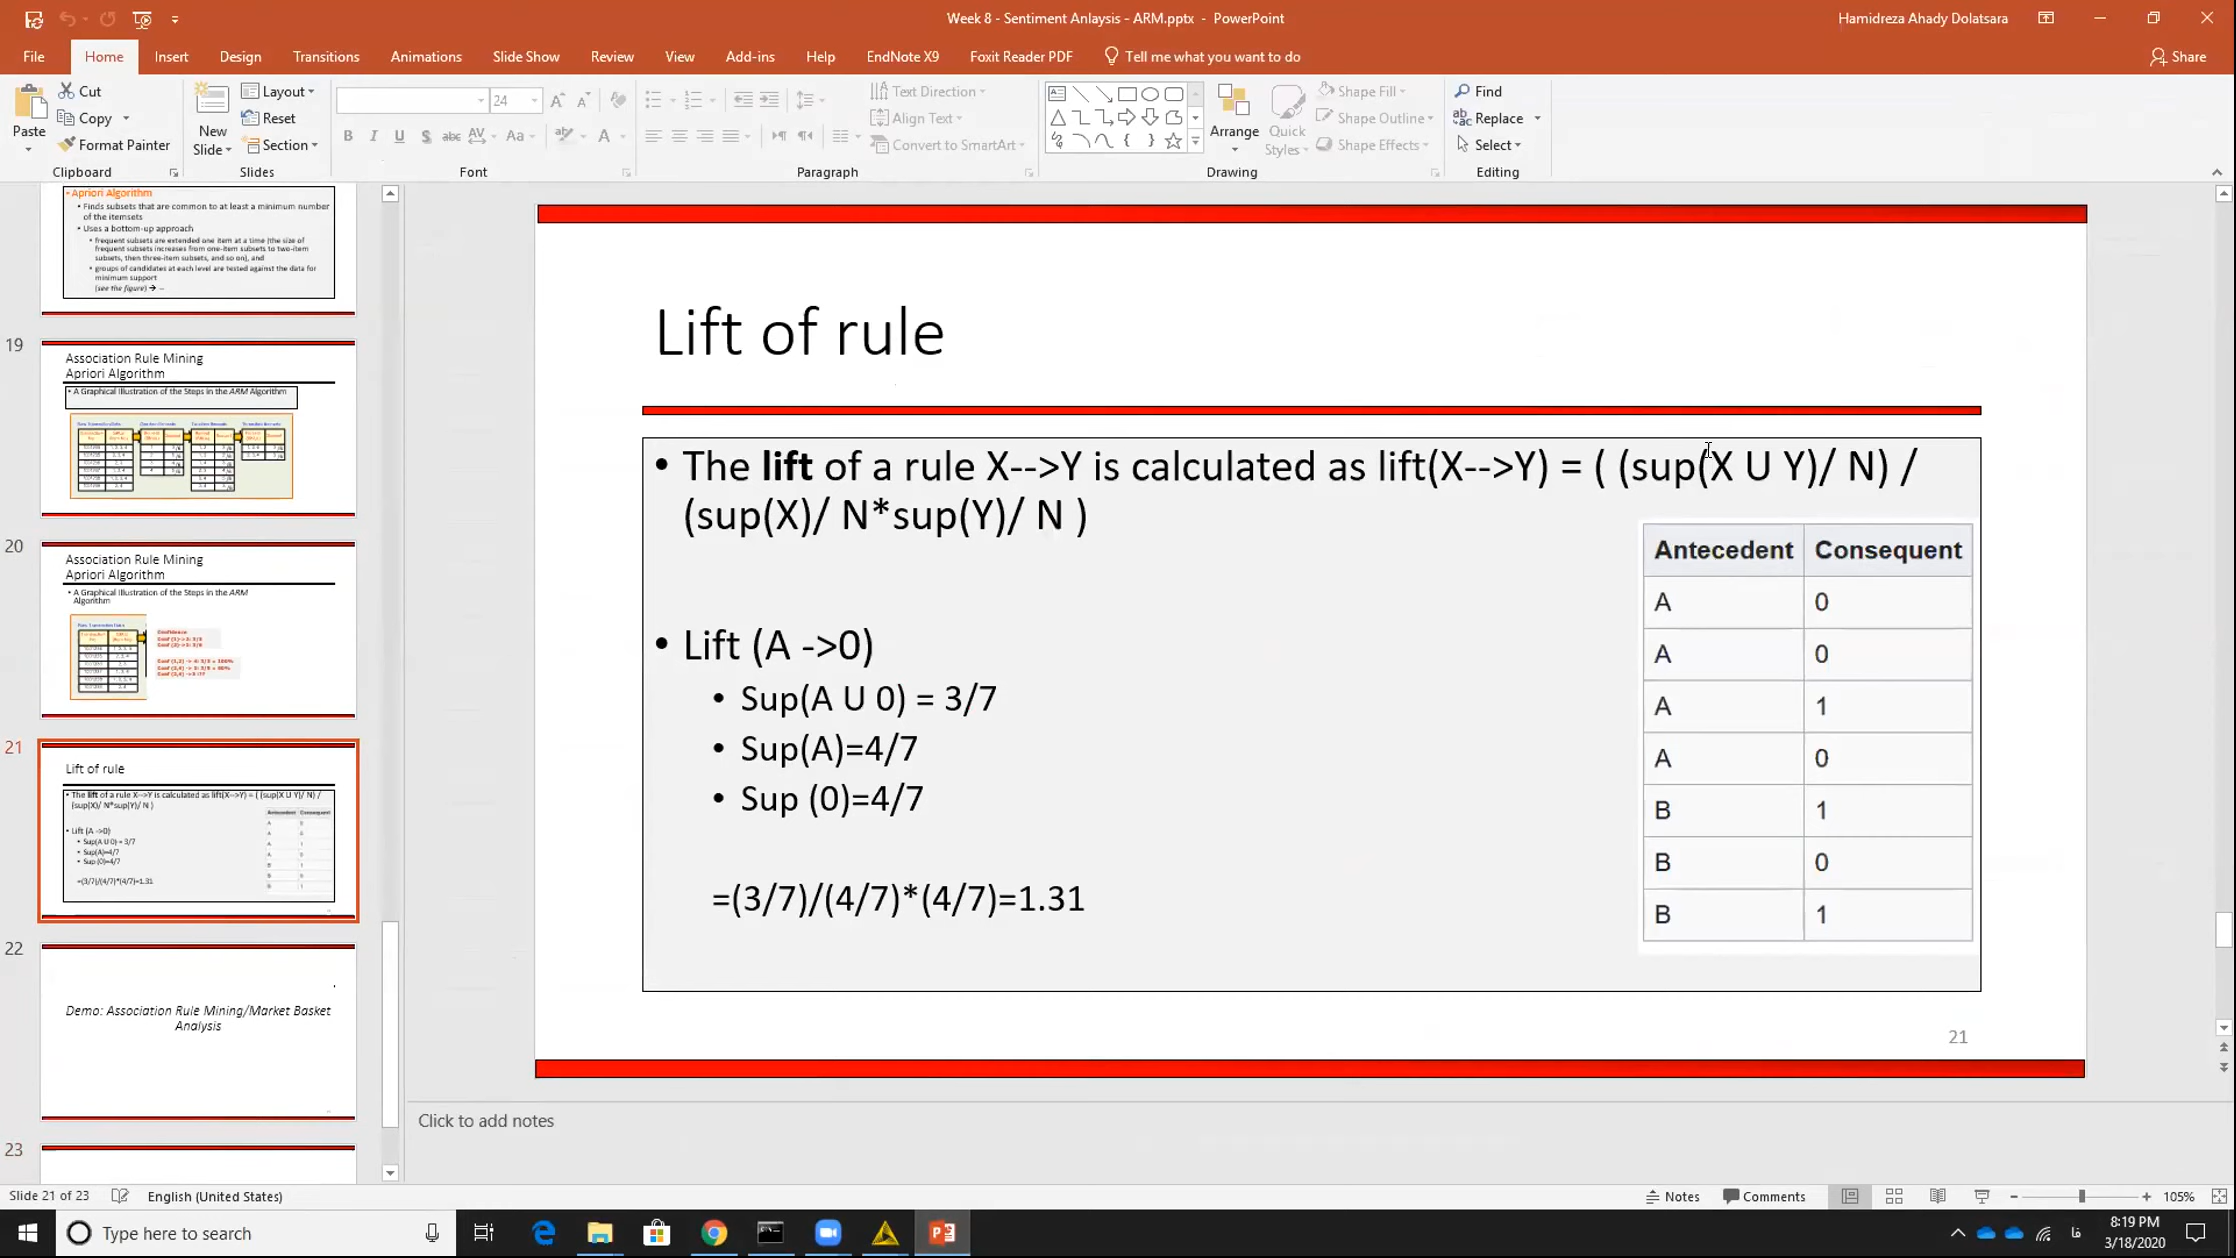 Week 8 - Sentiment Anlaysis - ARM.pptx - PowerPoint
Hamidreza Ahady Dolatsara
File Home Insert Design Transitions Animations Slide Show Review View Add-ins Help EndNote X9 Foxit Reader PDF Tell me what you want to do Share
Paste
Cut
Copy
Format Painter
Clipboard
New Slide
Layout
Reset
Section
Slides
24
Font
Paragraph
Text Direction
Align Text
Convert to SmartArt
Arrange
Quick Styles
Shape Fill
Shape Outline
Shape Effects
Drawing
Find
Replace
Select
Editing
• Apriori Algorithm
• Finds subsets that are common to at least a minimum number
of the itemsets
• Uses a bottom-up approach
• frequent subsets are extended one item at a time (the size of
frequent subsets increases from one-item subsets to two-item
subsets, then three-item subsets, and so on), and
• groups of candidates at each level are tested against the data for
minimum support
(see the figure) → --
19
Association Rule Mining
Apriori Algorithm
• A Graphical Illustration of the Steps in the ARM Algorithm
20
Association Rule Mining
Apriori Algorithm
• A Graphical Illustration of the Steps in the ARM
Algorithm
21
Lift of rule
• The lift of a rule X-->Y is calculated as lift(X-->Y) = ( (sup(X U Y)/ N) /
(sup(X)/ N*sup(Y)/ N )
• Lift (A ->0)
• Sup(A U 0) = 3/7
• Sup(A)=4/7
• Sup (0)=4/7
=(3/7)/(4/7)*(4/7)=1.31
22
Demo: Association Rule Mining/Market Basket
Analysis
23
Lift of rule
• The lift of a rule X-->Y is calculated as lift(X-->Y) = ( (sup(X U Y)/ N) /
(sup(X)/ N*sup(Y)/ N )
• Lift (A ->0)
• Sup(A U 0) = 3/7
• Sup(A)=4/7
• Sup (0)=4/7
=(3/7)/(4/7)*(4/7)=1.31
Antecedent Consequent
A 0
A 0
A 1
A 0
B 1
B 0
B 1
21
Click to add notes
Slide 21 of 23 English (United States) Notes Comments 105%
Type here to search
8:19 PM
3/18/2020